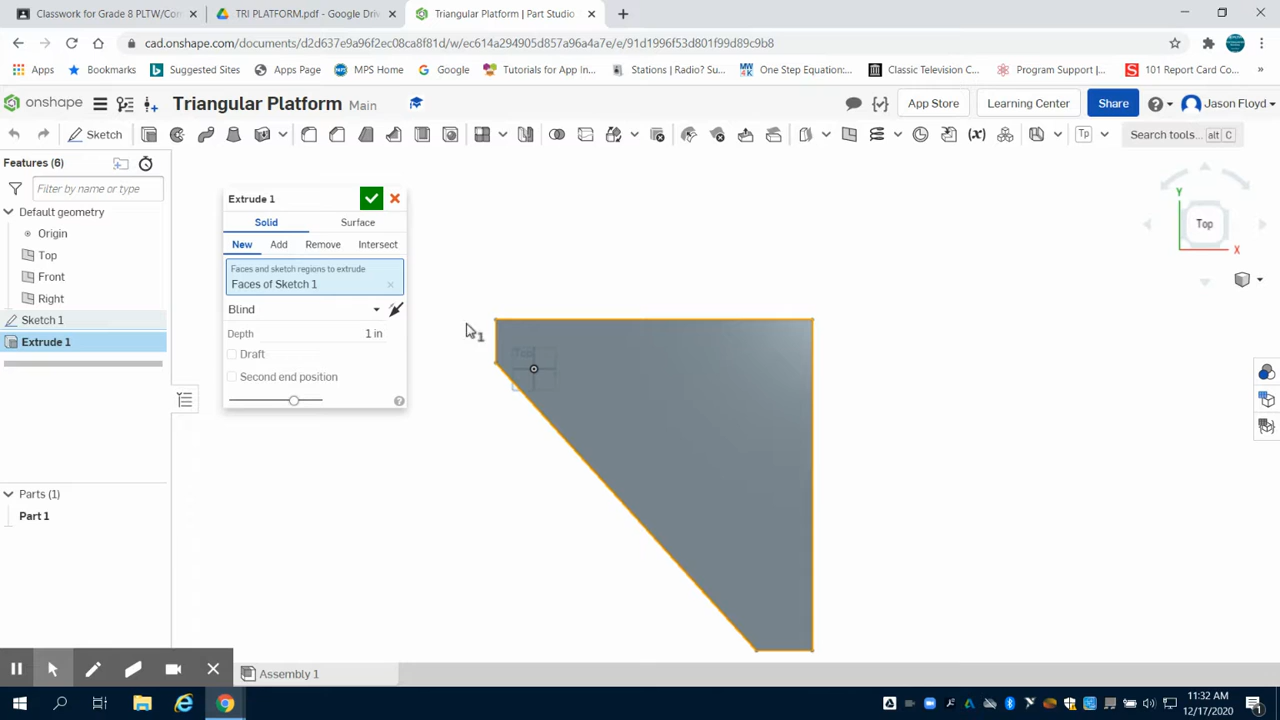 Classwork for Grade 8 PLTW/Con
TRI PLATFORM.pdf - Google Driv
Triangular Platform | Part Studio
cad.onshape.com/documents/d2d637e9a96f2ec08ca8f81d/w/ec614a294905d857a96a4a7e/e/91d1996f53d801f99d89c9b8
Apps
Bookmarks
Suggested Sites
Apps Page
MPS Home
Google
Tutorials for App In...
Stations | Radio? Su...
One Step Equation:...
Classic Television C...
Program Support |...
101 Report Card Co...
»
onshape
Triangular Platform Main
App Store
Learning Center
Share
Jason Floyd
Sketch
(x)
Tp
Search tools... alt C
Features (6)
Filter by name or type
Default geometry
Origin
Top
Front
Right
Sketch 1
Extrude 1
Parts (1)
Part 1
Extrude 1
Solid
Surface
New
Add
Remove
Intersect
Faces and sketch regions to extrude
Faces of Sketch 1
Blind
Depth
1 in
Draft
Second end position
Top
Y
Top
X
1
Assembly 1
11:32 AM
12/17/2020
1